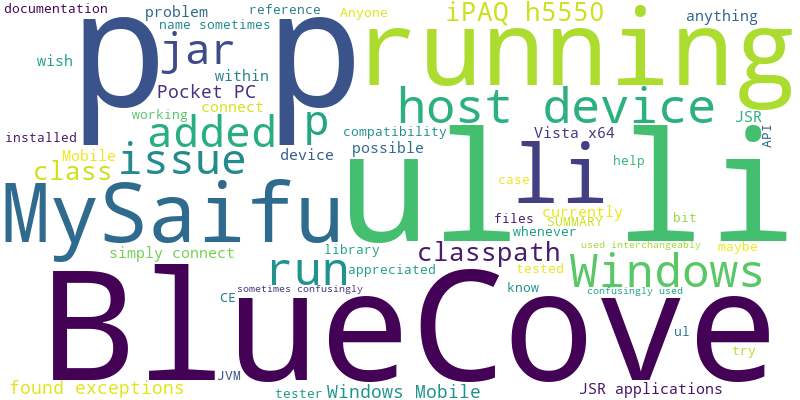 documentation
problem
reference
Anyone
iPAQ h5550
anything
name sometimes
p p
running
jar
wish
within
Pocket PC
connect
host device
JSR
working
added
p
compatibility
Vista x64
API
installed
issue
Mobile
device
possible
li
help
class
case
ul li
MySaifu
files
currently
SUMMARY
bit
whenever
simply connect
library
classpath
used interchangeably
maybe
run
appreciated
tested
Windows
BlueCove
CE
sometimes confusingly
know
confusingly used
ul
try
JVM
found exceptions
tester
Windows Mobile
JSR applications